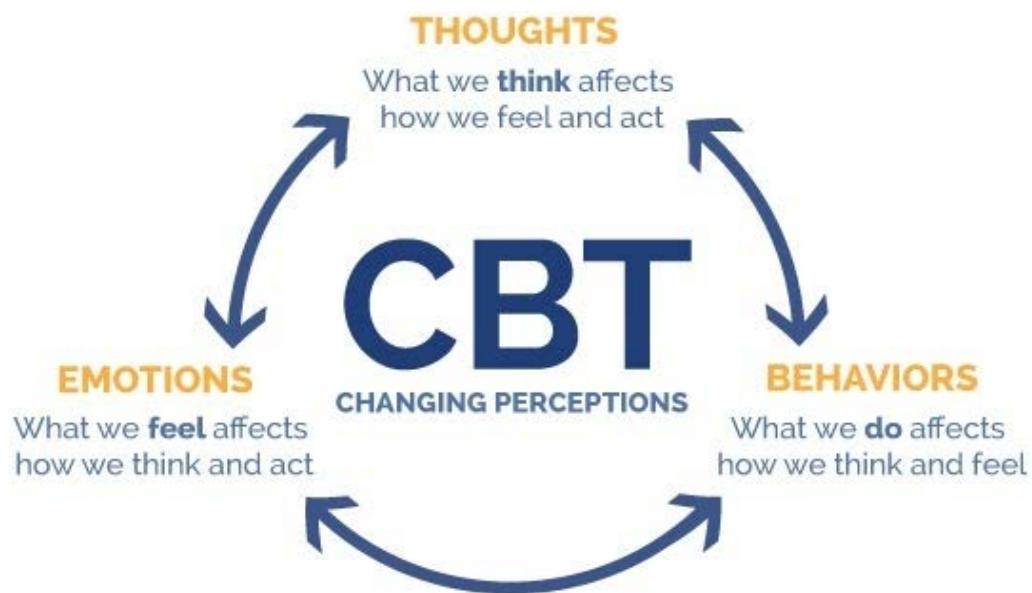 THOUGHTS
What we think affects
how we feel and act
CBT
CHANGING PERCEPTIONS
EMOTIONS
What we feel affects
how we think and act
BEHAVIORS
What we do affects
how we think and feel